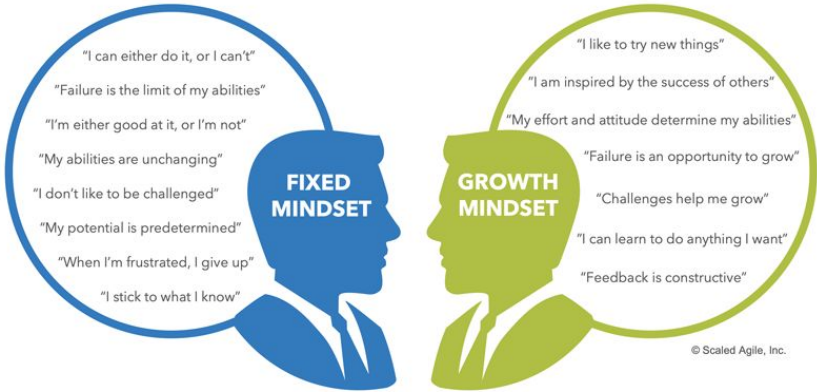 "I can either do it, or I can't"
"Failure is the limit of my abilities"
"I'm either good at it, or I'm not"
"My abilities are unchanging"
"I don't like to be challenged"
"My potential is predetermined"
"When I'm frustrated, I give up"
"I stick to what I know"
FIXED
MINDSET
GROWTH
MINDSET
"I like to try new things"
"I am inspired by the success of others"
"My effort and attitude determine my abilities"
"Failure is an opportunity to grow"
"Challenges help me grow"
"I can learn to do anything I want"
"Feedback is constructive"
© Scaled Agile, Inc.